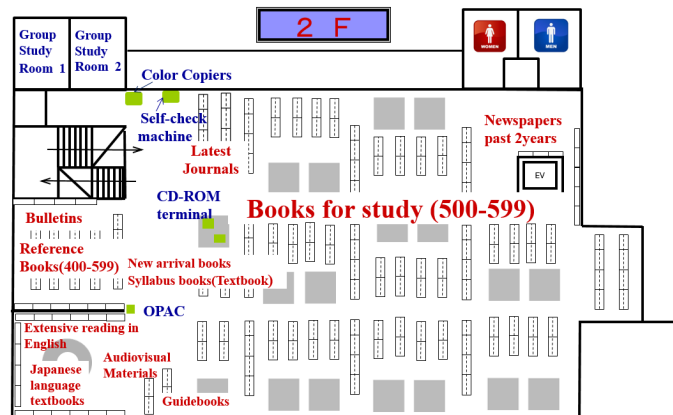 2 F
Group
Study
Room 1
Group
Study
Room 2
WOMEN
MEN
Color Copiers
Self-check
machine
Newspapers
past 2years
Latest
Journals
EV
CD-ROM
terminal
Books for study (500-599)
Bulletins
Reference
Books(400-599)
New arrival books
Syllabus books(Textbook)
OPAC
Extensive reading in
English
Audiovisual
Materials
Japanese
language
textbooks
Guidebooks